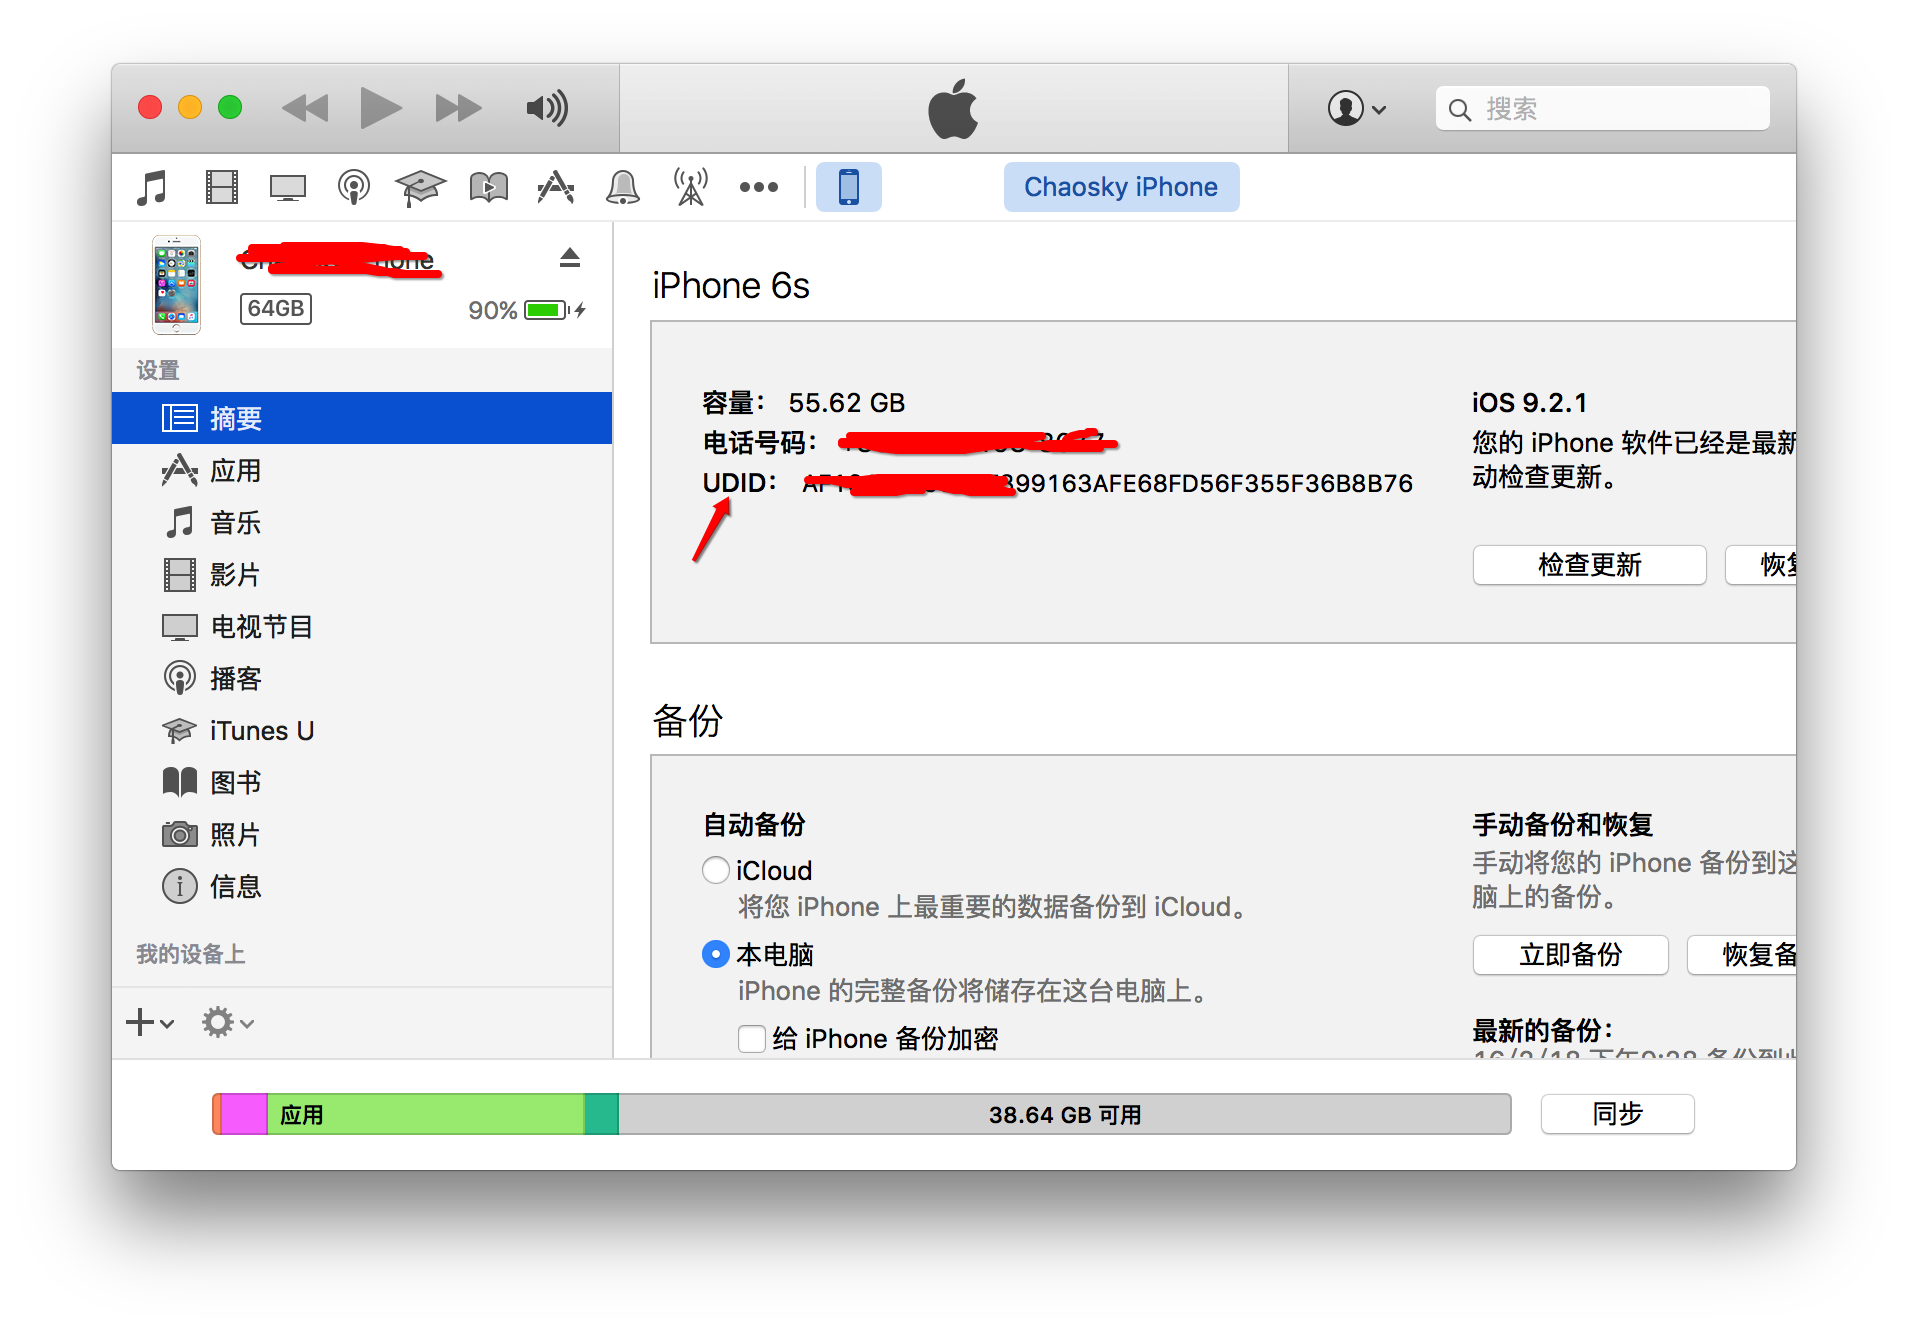 搜索
Chaosky iPhone
64GB
90%
设置
摘要
应用
音乐
影片
电视节目
播客
iTunes U
图书
照片
信息
我的设备上
iPhone 6s
容量： 55.62 GB
电话号码：
UDID： 99163AFE68FD56F355F36B8B76
iOS 9.2.1
您的 iPhone 软件已经是最新
动检查更新。
检查更新
恢复
备份
自动备份
iCloud
将您 iPhone 上最重要的数据备份到 iCloud。
本电脑
iPhone 的完整备份将储存在这台电脑上。
给 iPhone 备份加密
手动备份和恢复
手动将您的 iPhone 备份到这
脑上的备份。
立即备份
恢复备
最新的备份：
应用
38.64 GB 可用
同步